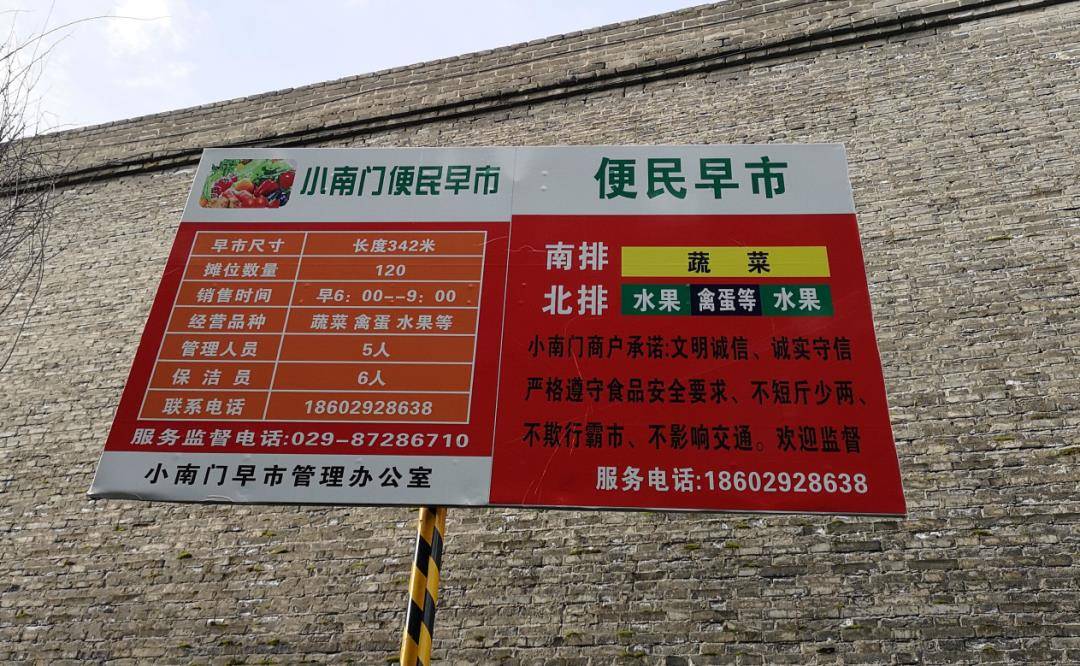 小南门便民早市
早市尺寸 长度342米
摊位数量 120
销售时间 早6：00--9：00
经营品种 蔬菜 禽蛋 水果等
管理人员 5人
保洁员 6人
联系电话 18602928638
服务监督电话:029-87286710
小南门早市管理办公室
便民早市
南排 蔬菜
北排 水果 禽蛋等 水果
小南门商户承诺:文明诚信、诚实守信
严格遵守食品安全要求、不短斤少两、
不欺行霸市、不影响交通。欢迎监督
服务电话:18602928638